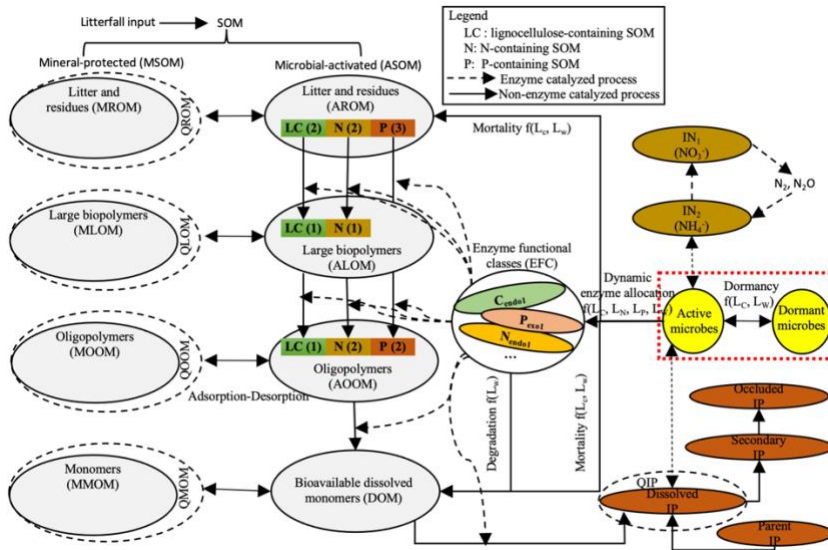 Litterfall input
SOM
Mineral-protected (MSOM)
Microbial-activated (ASOM)
Legend
LC : lignocellulose-containing SOM
N: N-containing SOM
P: P-containing SOM
Enzyme catalyzed process
Non-enzyme catalyzed process
Litter and
residues (MROM)
QROM
Litter and residues
(AROM)
LC (2)
N (2)
P (3)
Mortality f(Lc, Lw)
IN1
(NO3-)
N2, N2O
IN2
(NH4-)
Large biopolymers
(MLOM)
QLOM
LC (1)
N (1)
Large biopolymers
(ALOM)
Enzyme functional
classes (EFC)
Cendo1
Pexo1
Nendo1
...
Dynamic
enzyme allocation
f(LC, LN, LP, LW)
Active
microbes
Dormancy
f(LC, LW)
Dormant
microbes
Oligopolymers
(MOOM)
QOOM
LC (1)
N (2)
P (2)
Oligopolymers
(AOOM)
Adsorption-Desorption
Degradation f(Lw)
Mortality f(Lc, Lw)
Occluded
IP
Secondary
IP
Monomers
(MMOM)
QMOM
Bioavailable dissolved
monomers (DOM)
QIP
Dissolved
IP
Parent
IP